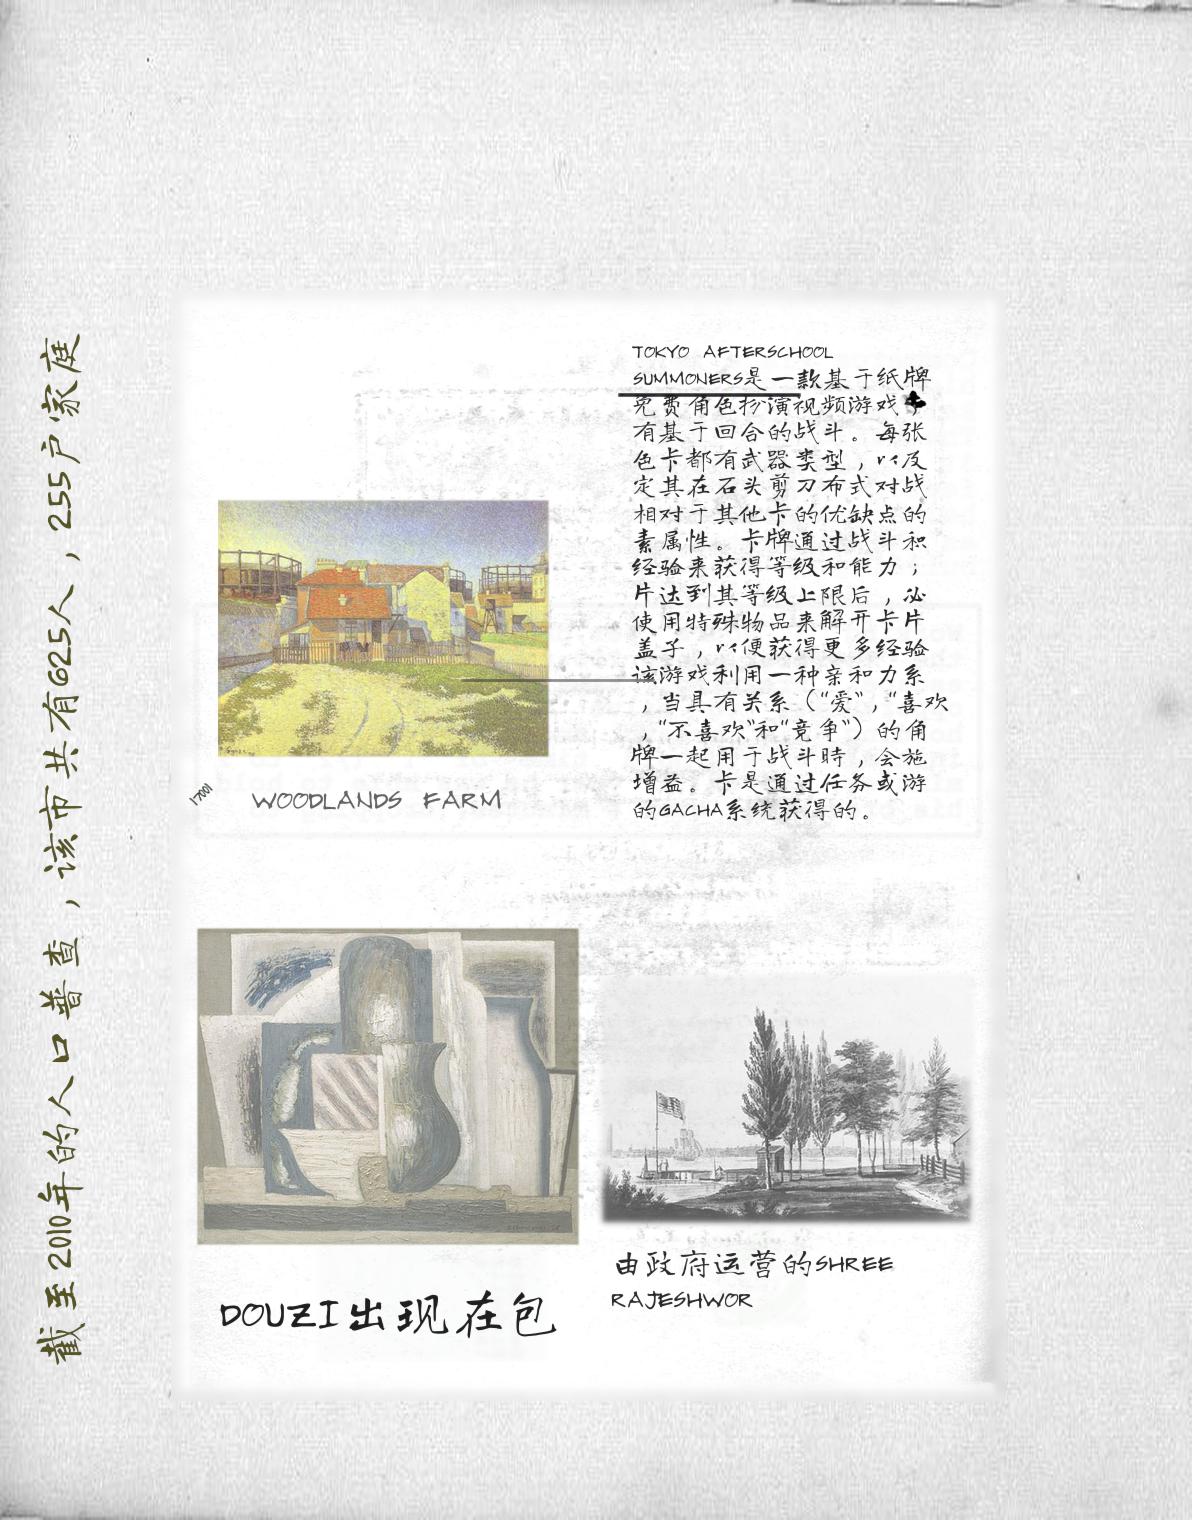 截至2010年的人口普查，该市共有625人，255户家庭
TOKYO AFTERSCHOOL
SUMMONERS是一款基于纸牌
免费角色扮演视频游戏
有基于回合的战斗。每张
色卡都有武器类型，以及
定其在石头剪刀布式对战
相对于其他卡的优缺点的
素属性。卡牌通过战斗积
经验来获得等级和能力；
片达到其等级上限后，必
使用特殊物品来解开卡片
盖子，以便获得更多经验
该游戏利用一种亲和力系
，当具有关系（“爱”，“喜欢
，“不喜欢”和“竞争”）的角
牌一起用于战斗時，会施
增益。卡是通过任务或游
的GACHA系统获得的。
17001
WOODLANDS FARM
DOUZI出现在包
由政府运营的SHREE
RAJESHWOR